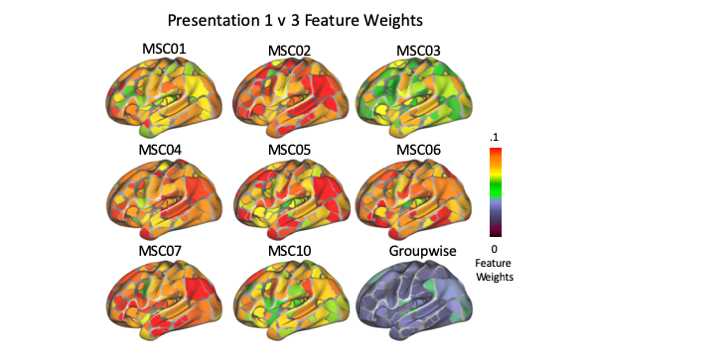 Presentation 1 v 3 Feature Weights
MSC01
MSC02
MSC03
MSC04
MSC05
MSC06
MSC07
MSC10
Groupwise
.1
0
Feature
Weights